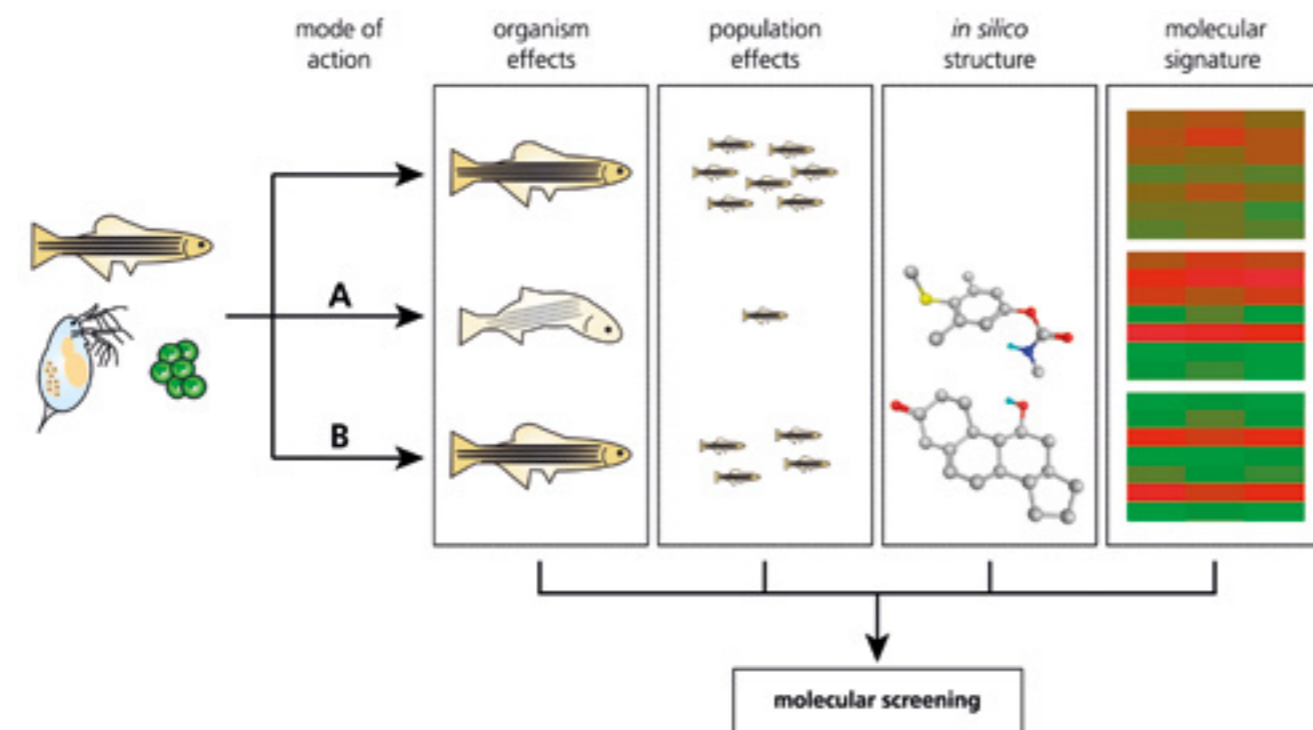 mode of
action
organism
effects
population
effects
in silico
structure
molecular
signature
A
B
molecular screening